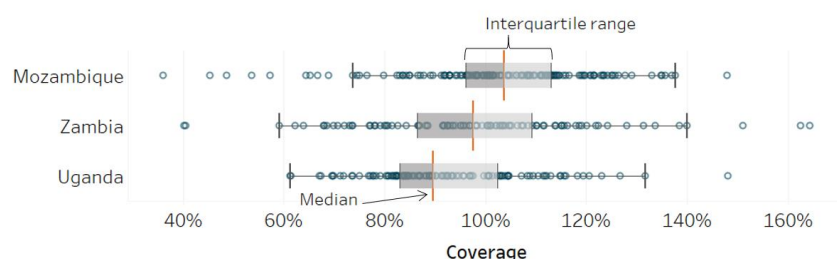 Interquartile range
Mozambique
Zambia
Uganda
Median
40% 60% 80% 100% 120% 140% 160%
Coverage